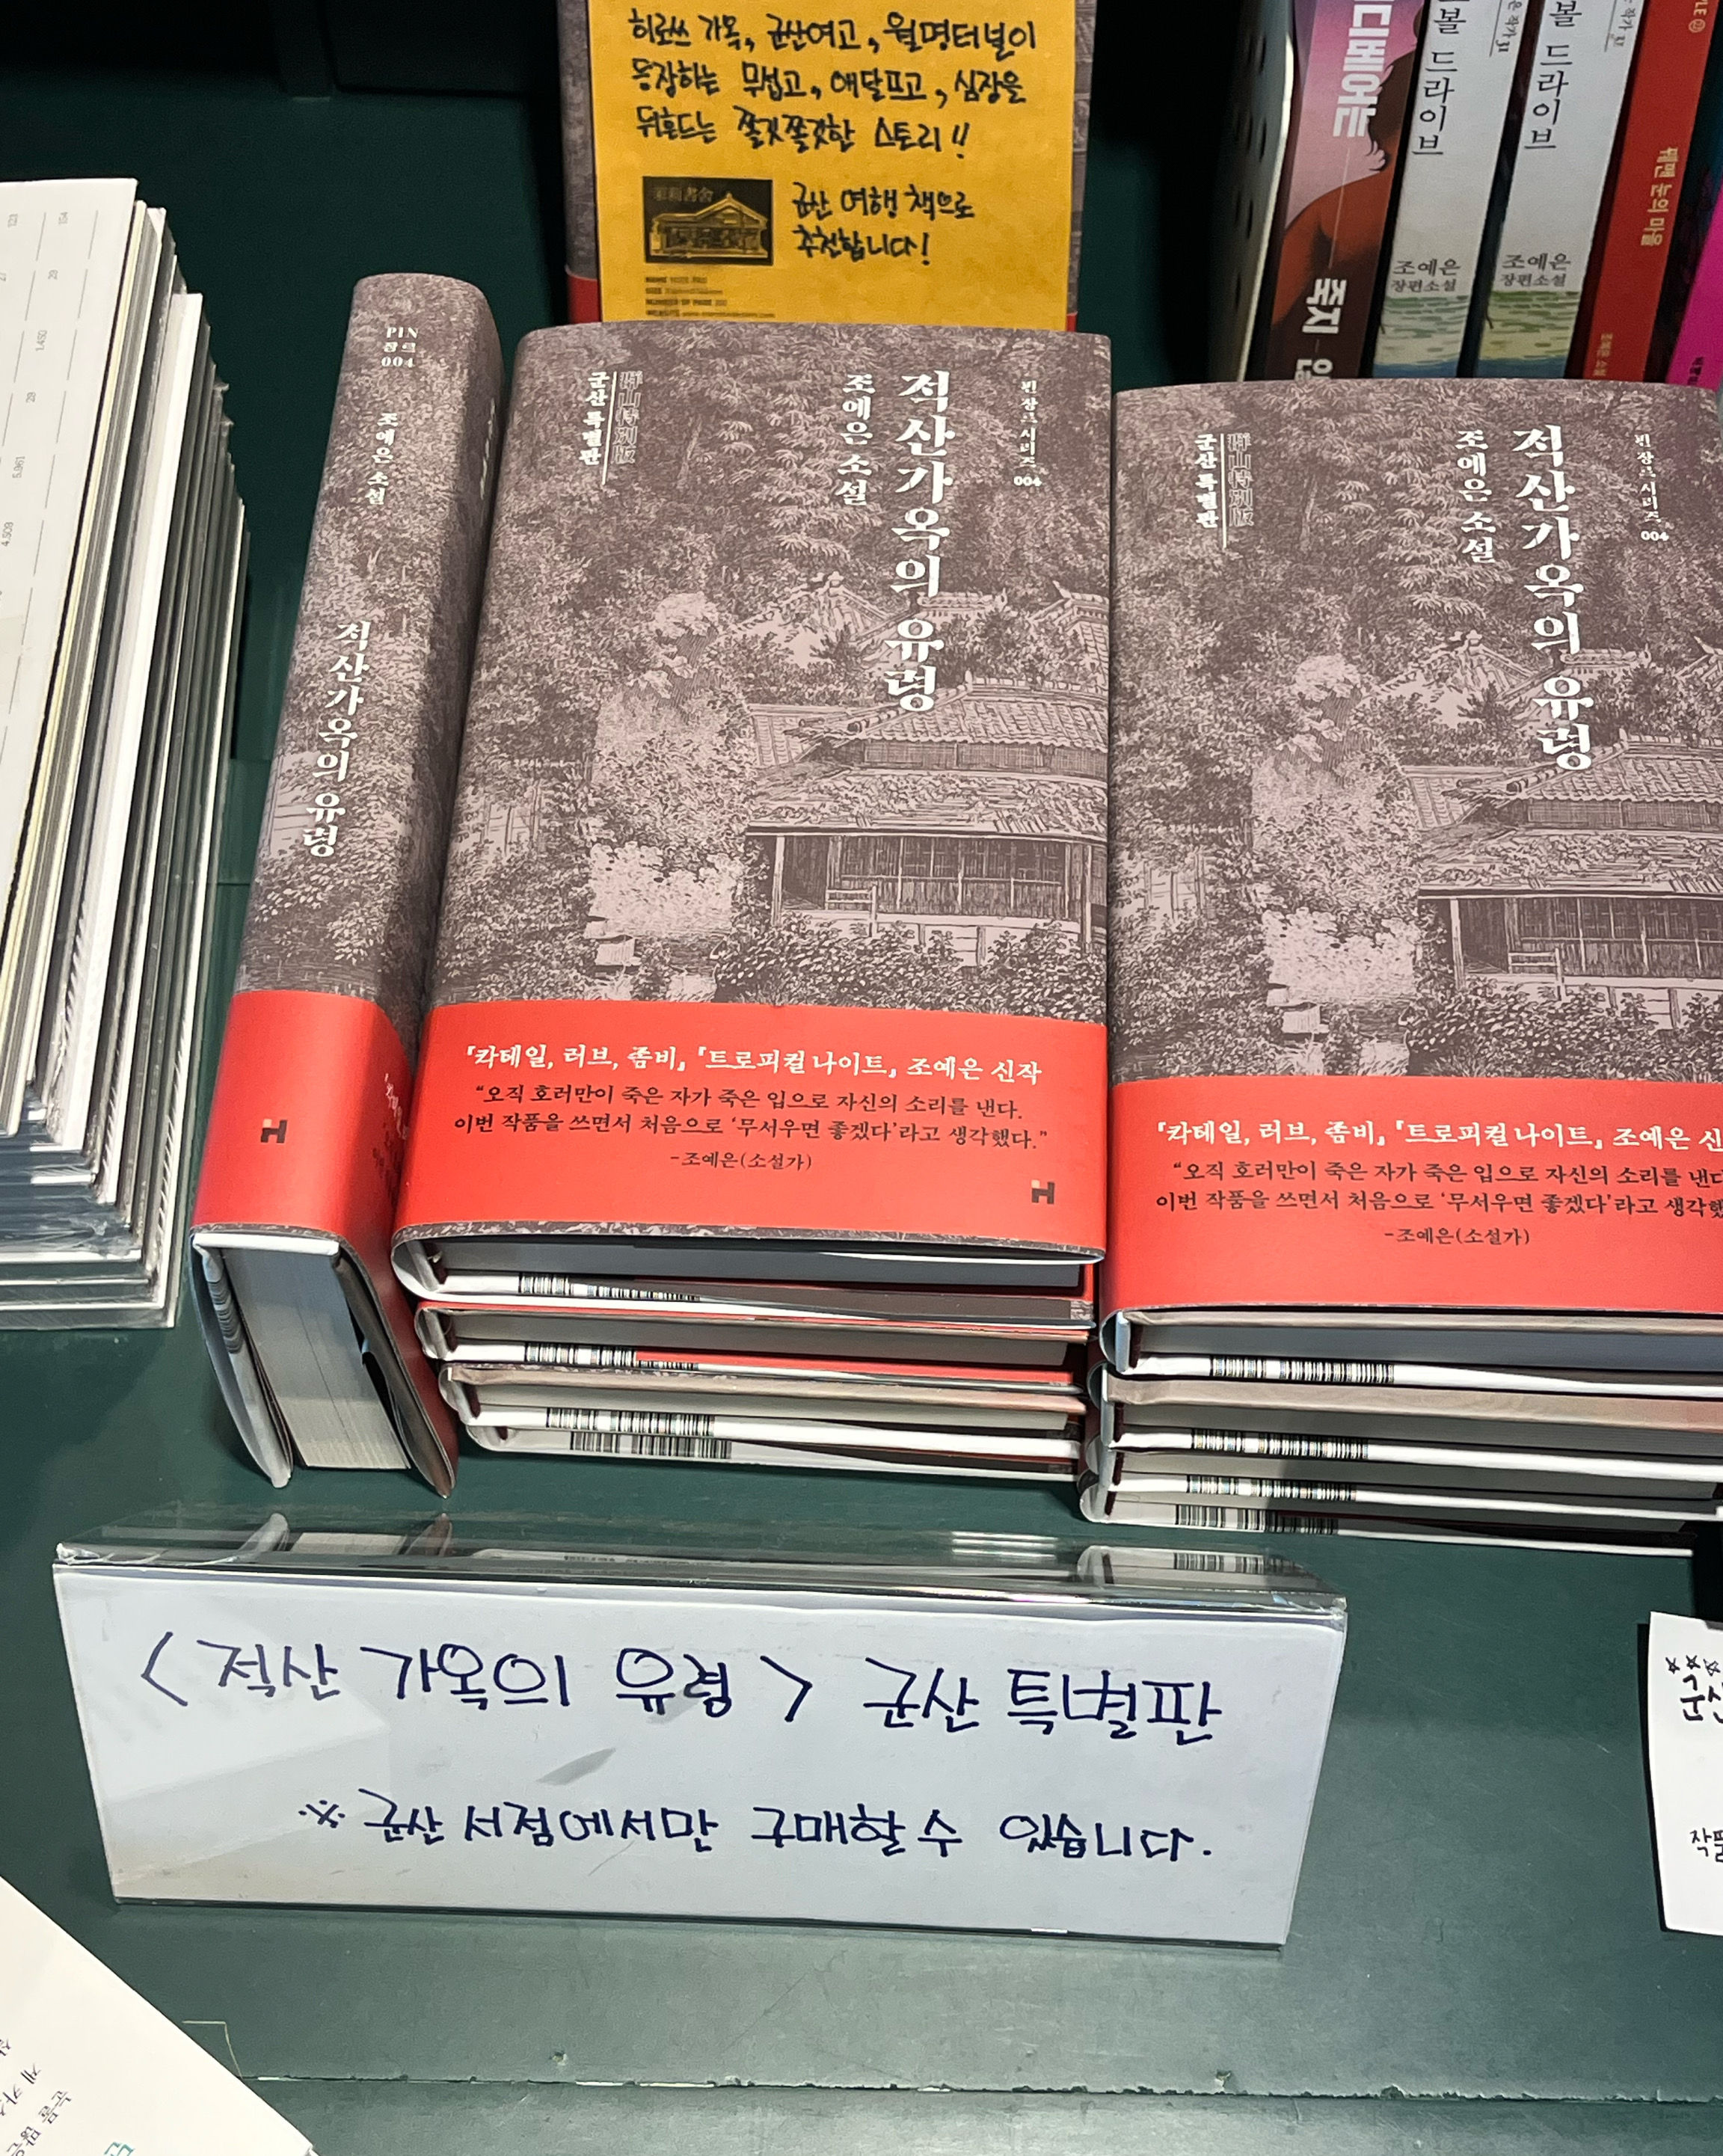 히로쓰 가옥, 군산여고, 월명터널이
등장하는 무섭고, 애달프고, 심장을
뒤흔드는 쫄깃쫄깃한 스토리!!
군산 여행 책으로
추천합니다!
PIN
장르
004
조예은 소설
적산가옥의 유령
H
핀 장르 시리즈 004
적산가옥의 유령
조예은 소설
群山特別版
군산 특별판
『칵테일, 러브, 좀비』 『트로피컬 나이트』 조예은 신작
“오직 호러만이 죽은 자가 죽은 입으로 자신의 소리를 낸다.
이번 작품을 쓰면서 처음으로 ‘무서우면 좋겠다’라고 생각했다.”
-조예은(소설가)
H
핀 장르 시리즈 004
적산가옥의 유령
조예은 소설
群山特別版
군산 특별판
『칵테일, 러브, 좀비』 『트로피컬 나이트』 조예은 신
“오직 호러만이 죽은 자가 죽은 입으로 자신의 소리를 낸다
이번 작품을 쓰면서 처음으로 ‘무서우면 좋겠다’라고 생각했
-조예은(소설가)
볼 드라이브
조예은
장편소설
볼 드라이브
조예은
장편소설
<적산 가옥의 유령> 군산 특별판
※ 군산 서점에서만 구매할 수 있습니다.